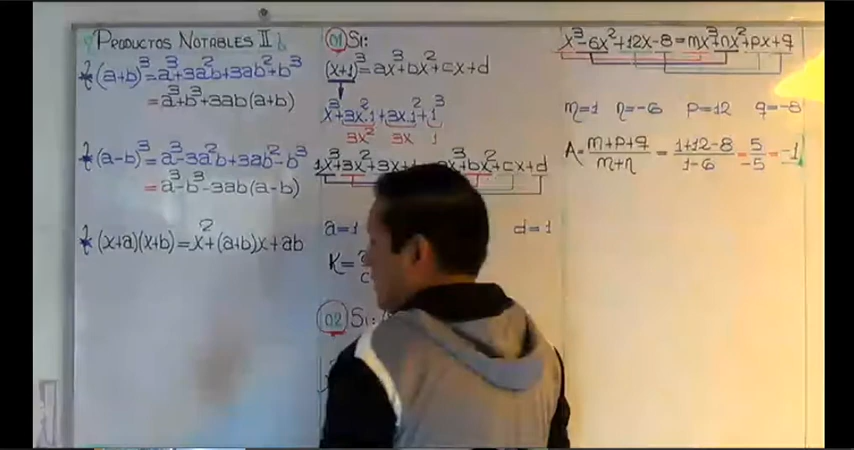 PRODUCTOS NOTABLES II
* (a+b)³=a³+3a²b+3ab²+b³
=a³+b³+3ab(a+b)
* (a-b)³=a³-3a²b+3ab²-b³
=a³-b³-3ab(a-b)
* (x+a)(x+b)=x²+(a+b)x+ab
01 Si:
(x+1)³=ax³+bx²+cx+d
x³+3x².1+3x.1²+1³
3x² 3x 1
1x³+3x²+3x+ x³+bx²+cx+d
a=1 d=1
K=
02 Si:
x³-6x²+12x-8=mx³+nx²+px+q
m=1 n=-6 p=12 q=-8
A= m+p+q / m+n = 1+12-8 / 1-6 = 5 / -5 = -1